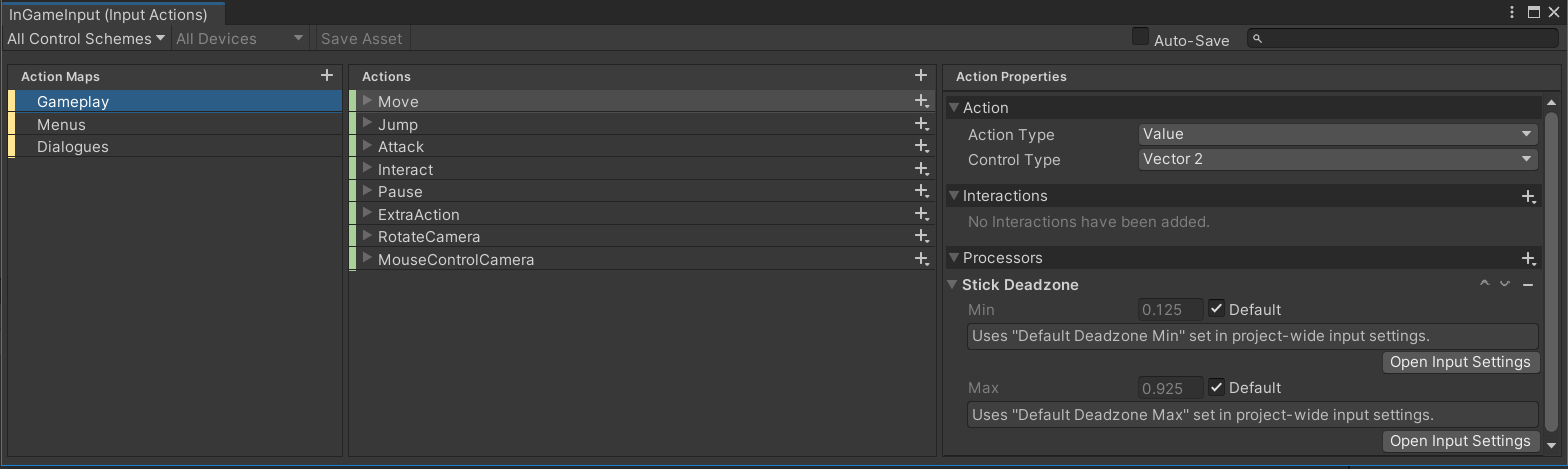 InGameInput (Input Actions)
All Control Schemes All Devices Save Asset Auto-Save
Action Maps
Gameplay
Menus
Dialogues
Actions
Move
Jump
Attack
Interact
Pause
ExtraAction
RotateCamera
MouseControlCamera
Action Properties
Action
Action Type Value
Control Type Vector 2
Interactions
No Interactions have been added.
Processors
Stick Deadzone
Min 0.125 Default
Uses "Default Deadzone Min" set in project-wide input settings.
Open Input Settings
Max 0.925 Default
Uses "Default Deadzone Max" set in project-wide input settings.
Open Input Settings